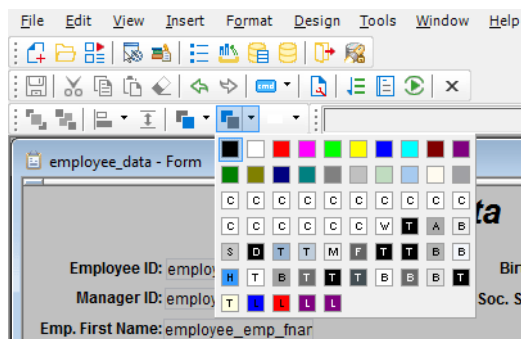 File Edit View Insert Format Design Tools Window Help
cmd
employee_data - Form
C C C C C C C C C C
C C C C C C W T A B
S D T T M F T T B B
H T B T T T B B B T
T L L L L
ta
Employee ID: employ
Bir
Manager ID: employ
Soc. S
Emp. First Name: employee_emp_fnar